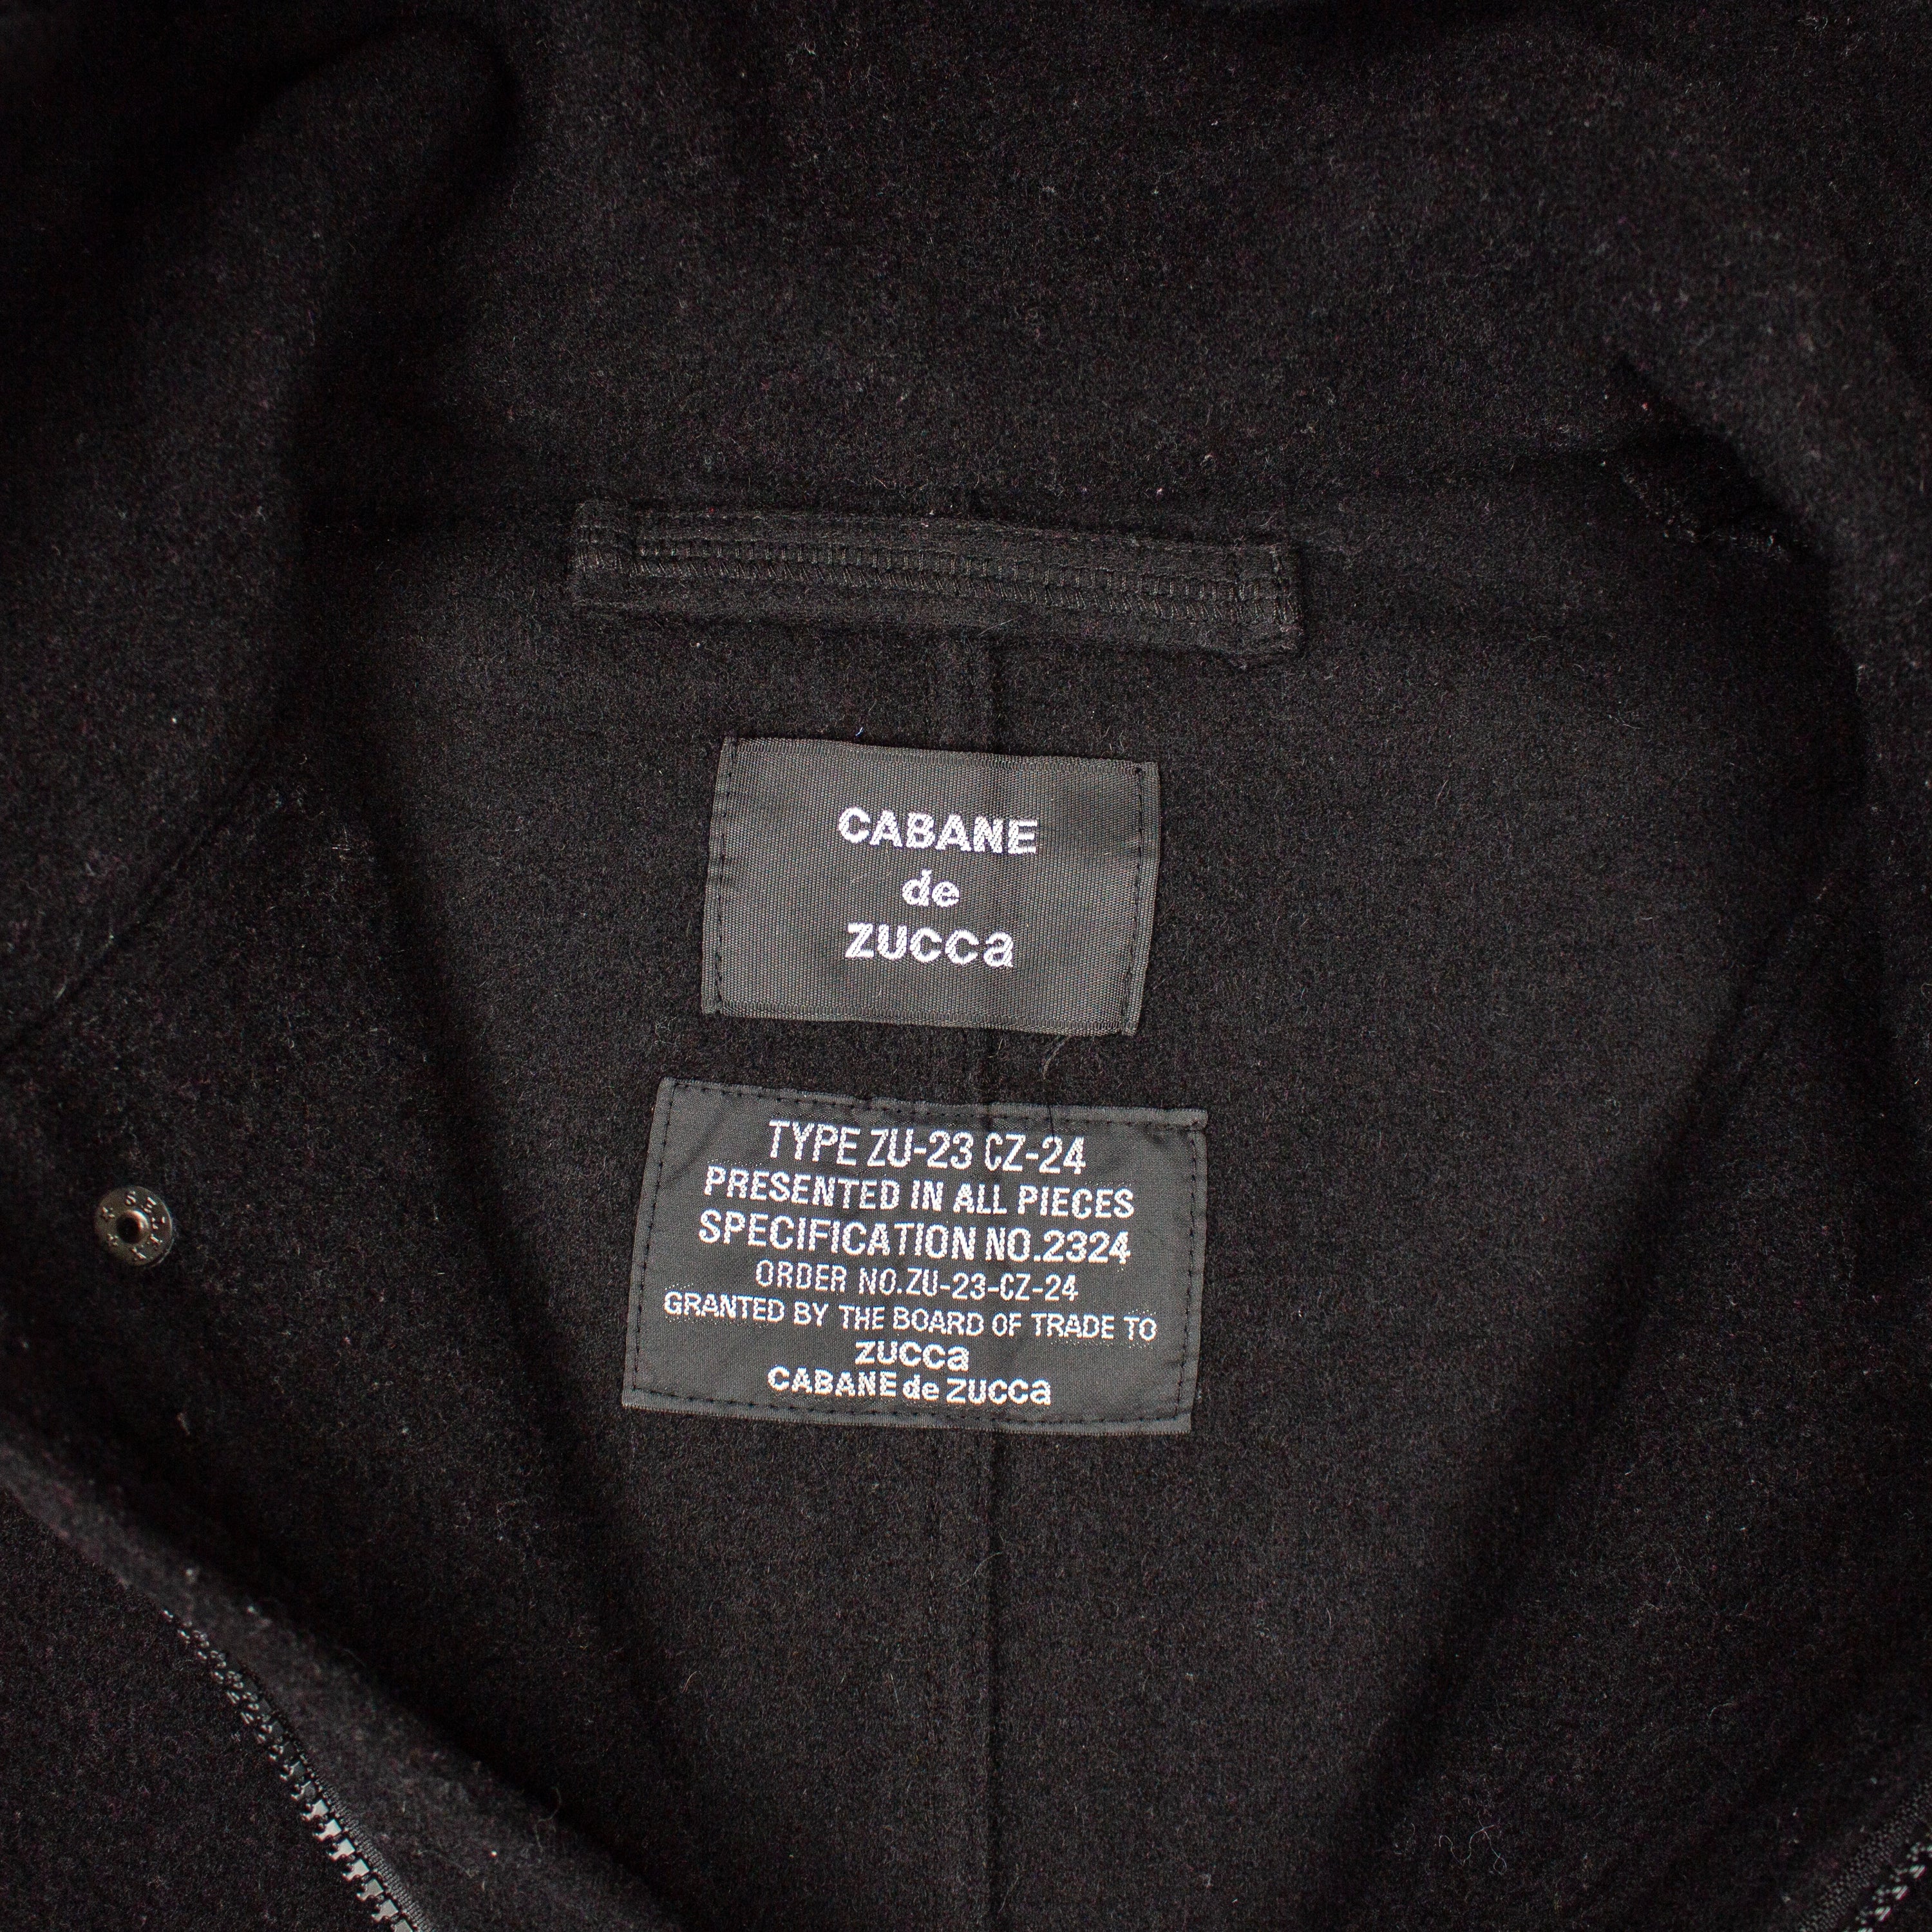 CABANE
de
ZUCCa
TYPE ZU-23 CZ-24
PRESENTED IN ALL PIECES
SPECIFICATION NO.2324
ORDER NO.ZU-23-CZ-24
GRANTED BY THE BOARD OF TRADE TO
ZUCCa
CABANE de ZUCCa